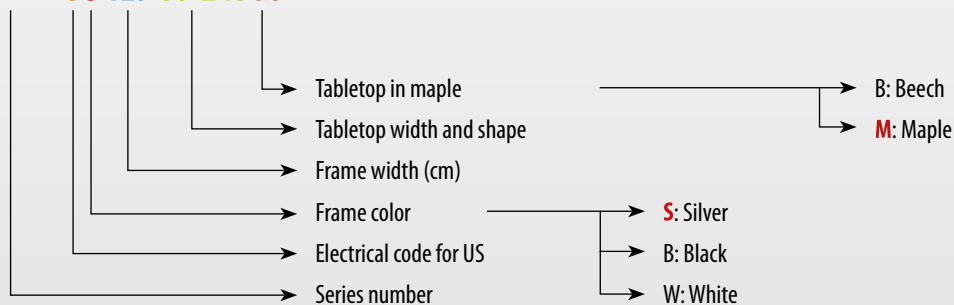 Tabletop in maple
B: Beech
M: Maple
Tabletop width and shape
Frame width (cm)
Frame color
S: Silver
Electrical code for US
B: Black
Series number
W: White